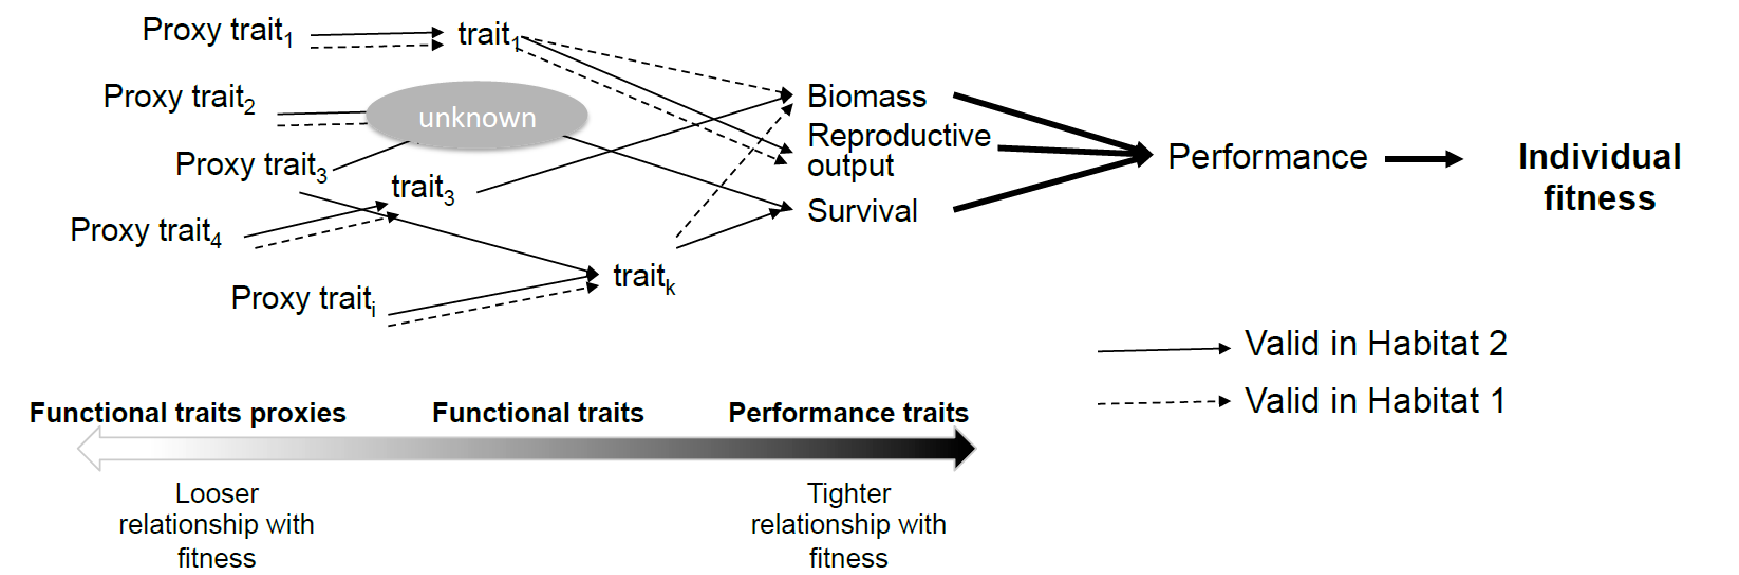 Proxy trait1
trait1
Proxy trait2
unknown
Proxy trait3
trait3
Proxy trait4
Proxy traiti
traitk
Biomass
Reproductive
output
Survival
Performance
Individual
fitness
Valid in Habitat 2
Valid in Habitat 1
Functional traits proxies
Functional traits
Performance traits
Looser
relationship with
fitness
Tighter
relationship with
fitness